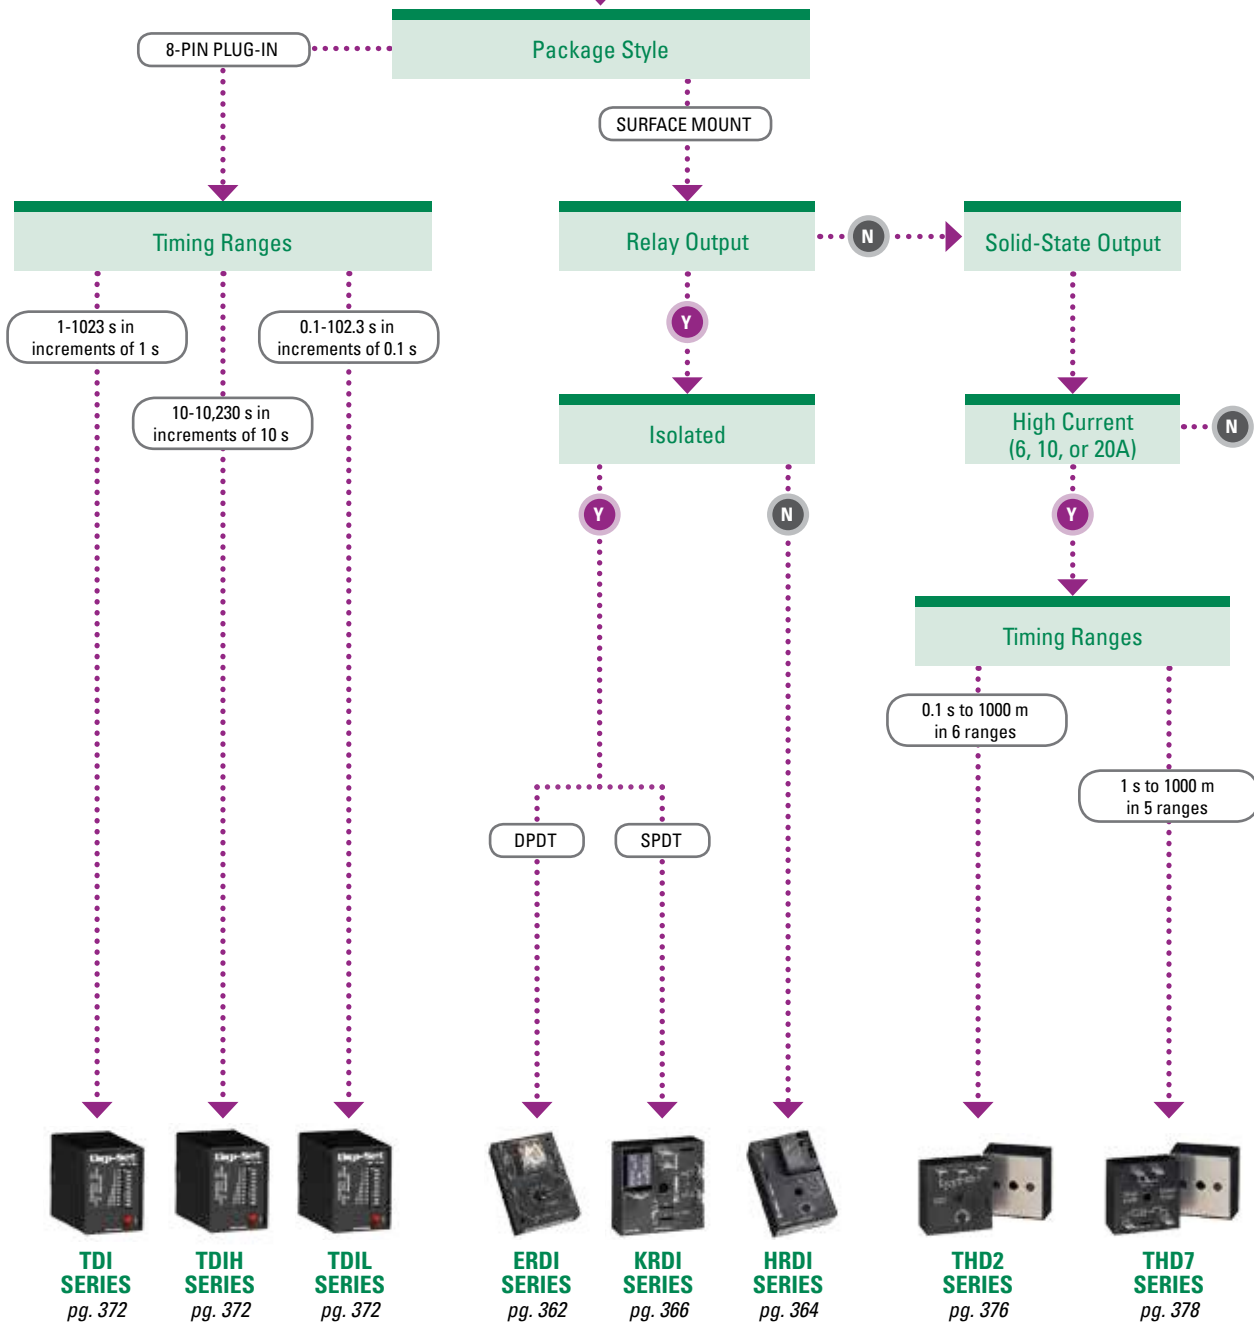 Package Style
8-PIN PLUG-IN
SURFACE MOUNT
Timing Ranges
Relay Output
N
Solid-State Output
1-1023 s in
increments of 1 s
0.1-102.3 s in
increments of 0.1 s
Y
10-10,230 s in
increments of 10 s
Isolated
High Current
(6, 10, or 20A)
N
Y
N
Y
Timing Ranges
0.1 s to 1000 m
in 6 ranges
1 s to 1000 m
in 5 ranges
DPDT
SPDT
TDI
SERIES
pg. 372
TDIH
SERIES
pg. 372
TDIL
SERIES
pg. 372
ERDI
SERIES
pg. 362
KRDI
SERIES
pg. 366
HRDI
SERIES
pg. 364
THD2
SERIES
pg. 376
THD7
SERIES
pg. 378